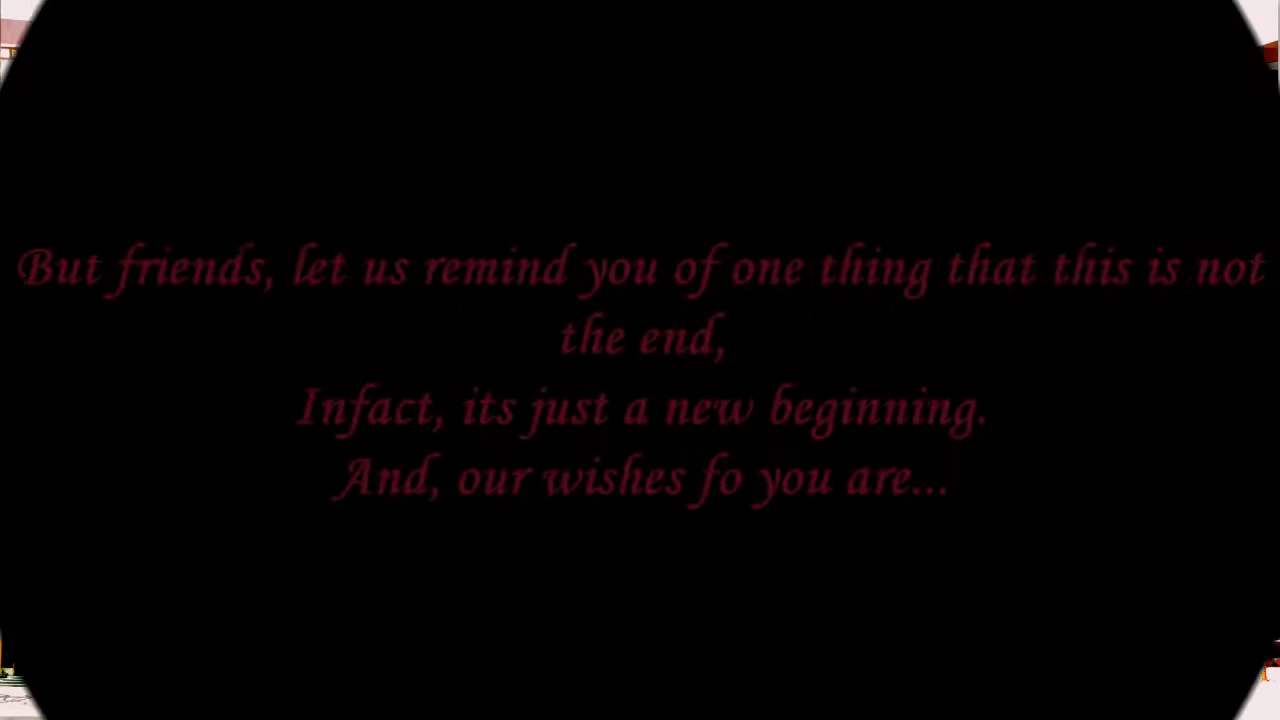 But friends, let us remind you of one thing that this is not
the end,
Infact, its just a new beginning.
And, our wishes fo you are...